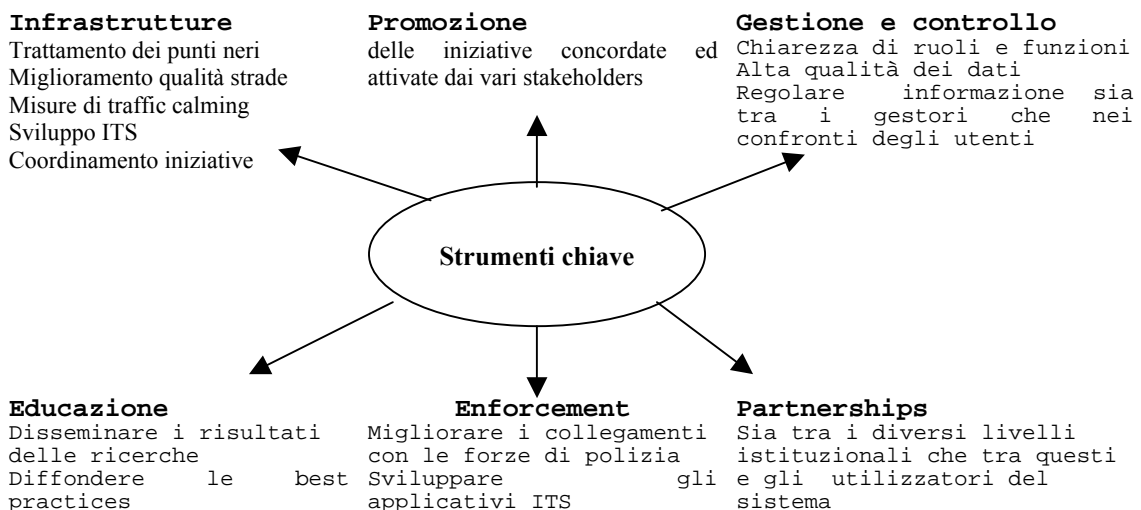 Infrastrutture
Trattamento dei punti neri
Miglioramento qualità strade
Misure di traffic calming
Sviluppo ITS
Coordinamento iniziative
Promozione
delle iniziative concordate ed
attivate dai vari stakeholders
Gestione e controllo
Chiarezza di ruoli e funzioni
Alta qualità dei dati
Regolare informazione sia
tra i gestori che nei
confronti degli utenti
Strumenti chiave
Educazione
Disseminare i risultati
delle ricerche
Diffondere le best
practices
Enforcement
Migliorare i collegamenti
con le forze di polizia
Sviluppare gli
applicativi ITS
Partnerships
Sia tra i diversi livelli
istituzionali che tra questi
e gli utilizzatori del
sistema